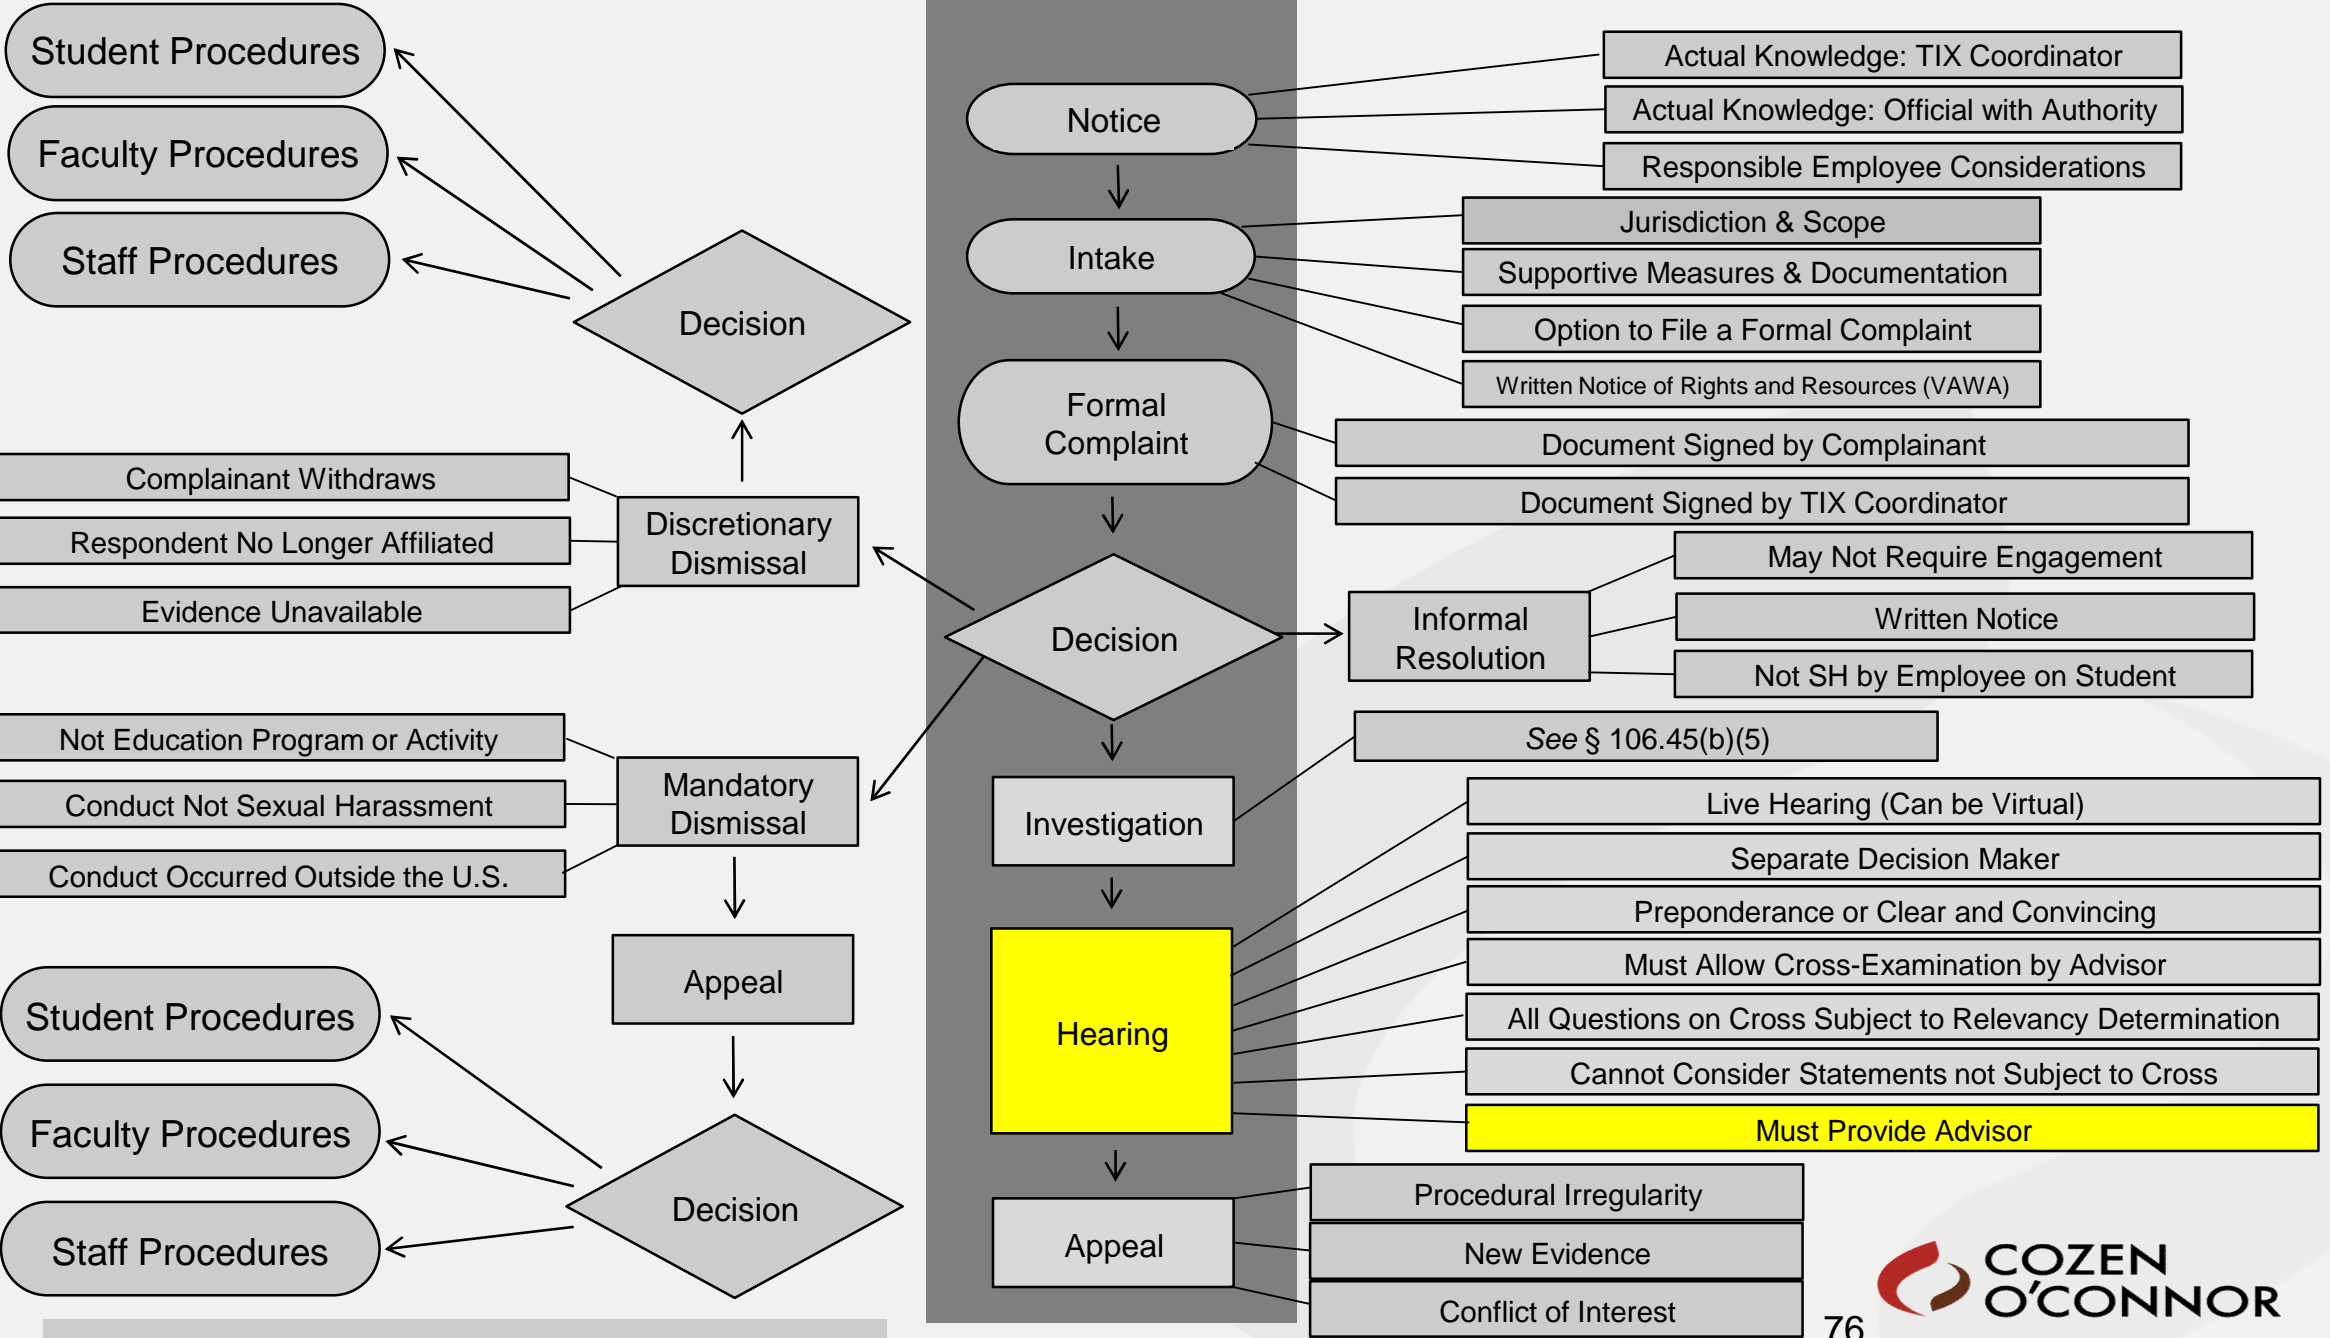 Student Procedures
Faculty Procedures
Staff Procedures
Decision
Complainant Withdraws
Respondent No Longer Affiliated
Evidence Unavailable
Discretionary
Dismissal
Not Education Program or Activity
Conduct Not Sexual Harassment
Conduct Occurred Outside the U.S.
Mandatory
Dismissal
Appeal
Student Procedures
Faculty Procedures
Staff Procedures
Decision
Notice
Intake
Formal
Complaint
Decision
Investigation
Hearing
Appeal
Actual Knowledge: TIX Coordinator
Actual Knowledge: Official with Authority
Responsible Employee Considerations
Jurisdiction & Scope
Supportive Measures & Documentation
Option to File a Formal Complaint
Written Notice of Rights and Resources (VAWA)
Document Signed by Complainant
Document Signed by TIX Coordinator
Informal
Resolution
May Not Require Engagement
Written Notice
Not SH by Employee on Student
See § 106.45(b)(5)
Live Hearing (Can be Virtual)
Separate Decision Maker
Preponderance or Clear and Convincing
Must Allow Cross-Examination by Advisor
All Questions on Cross Subject to Relevancy Determination
Cannot Consider Statements not Subject to Cross
Must Provide Advisor
Procedural Irregularity
New Evidence
Conflict of Interest
COZEN
O'CONNOR
76